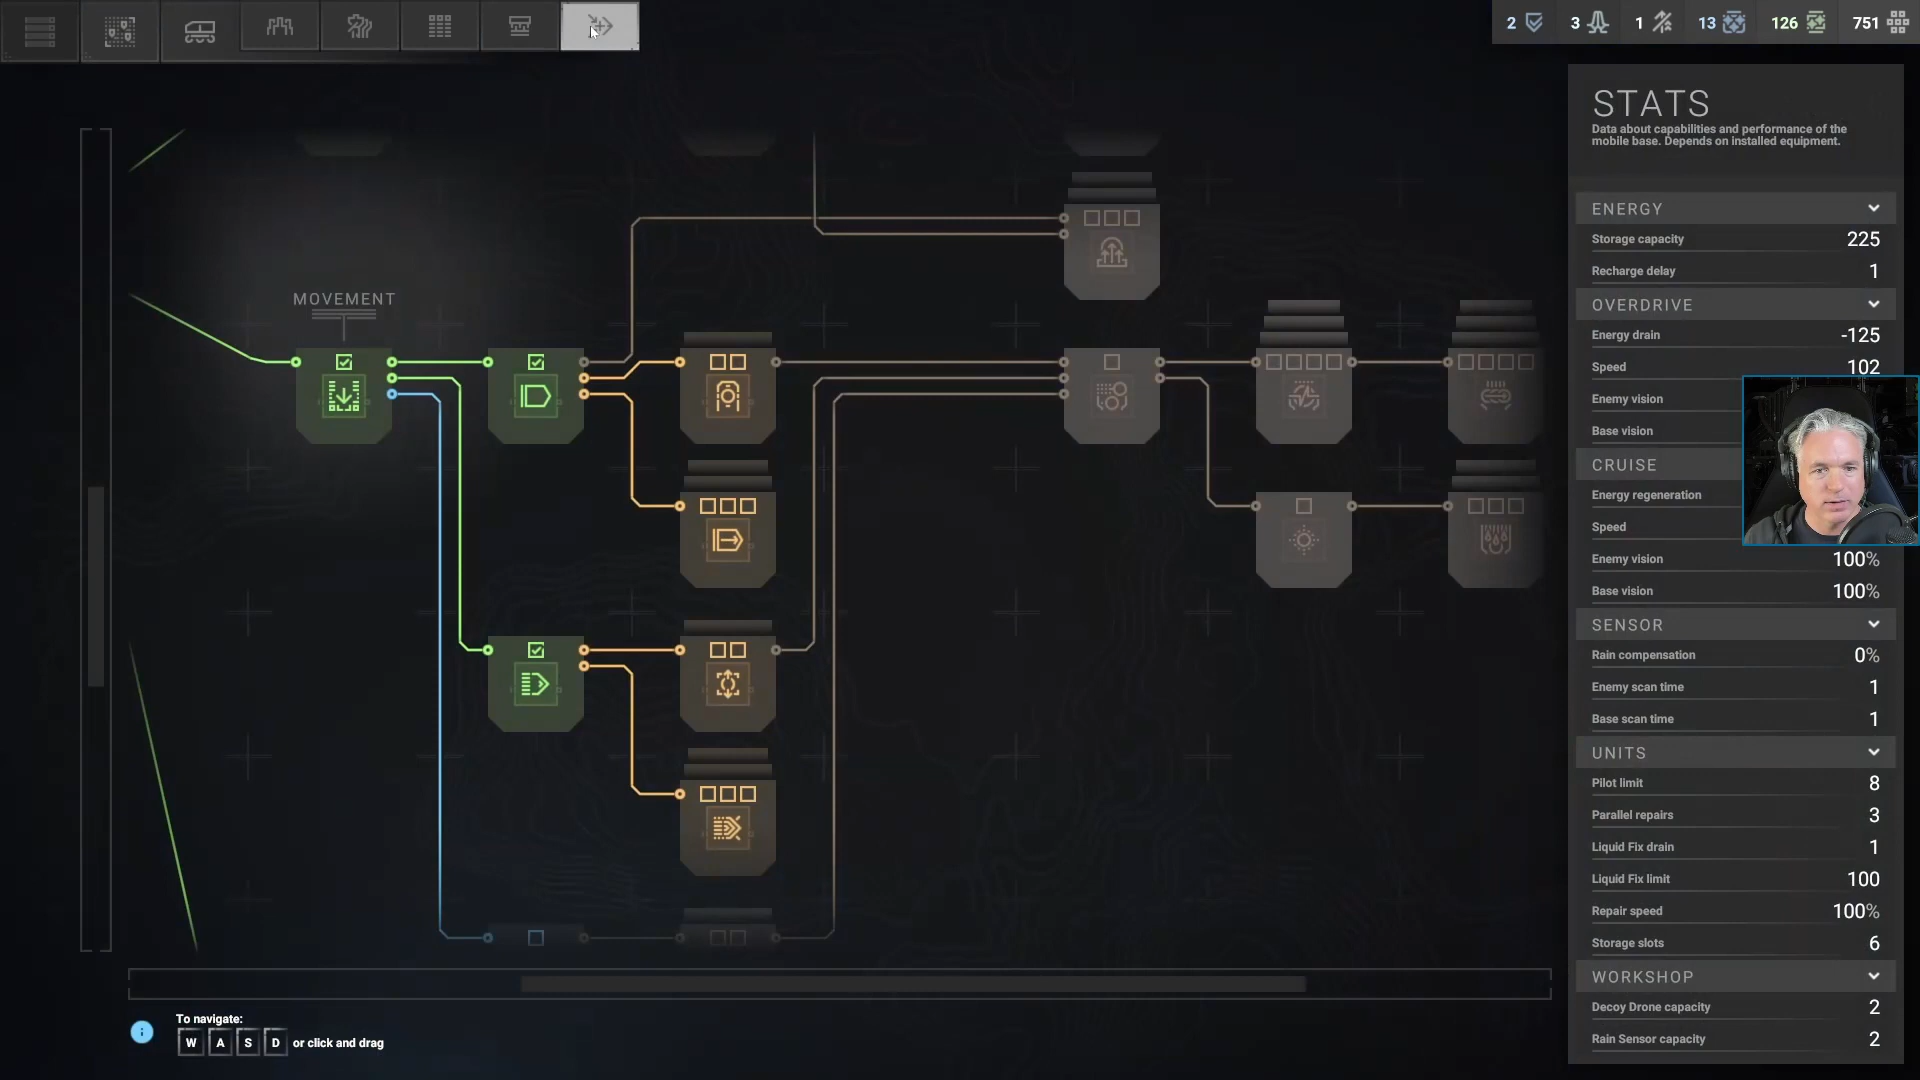 2
3
1
13
126
751
STATS
Data about capabilities and performance of the
mobile base. Depends on installed equipment.
ENERGY
Storage capacity 225
Recharge delay 1
OVERDRIVE
Energy drain -125
Speed 102
Enemy vision
Base vision
CRUISE
Energy regeneration
Speed
Enemy vision 100%
Base vision 100%
SENSOR
Rain compensation 0%
Enemy scan time 1
Base scan time 1
UNITS
Pilot limit 8
Parallel repairs 3
Liquid Fix drain 1
Liquid Fix limit 100
Repair speed 100%
Storage slots 6
WORKSHOP
Decoy Drone capacity 2
Rain Sensor capacity 2
MOVEMENT
To navigate:
W A S D or click and drag